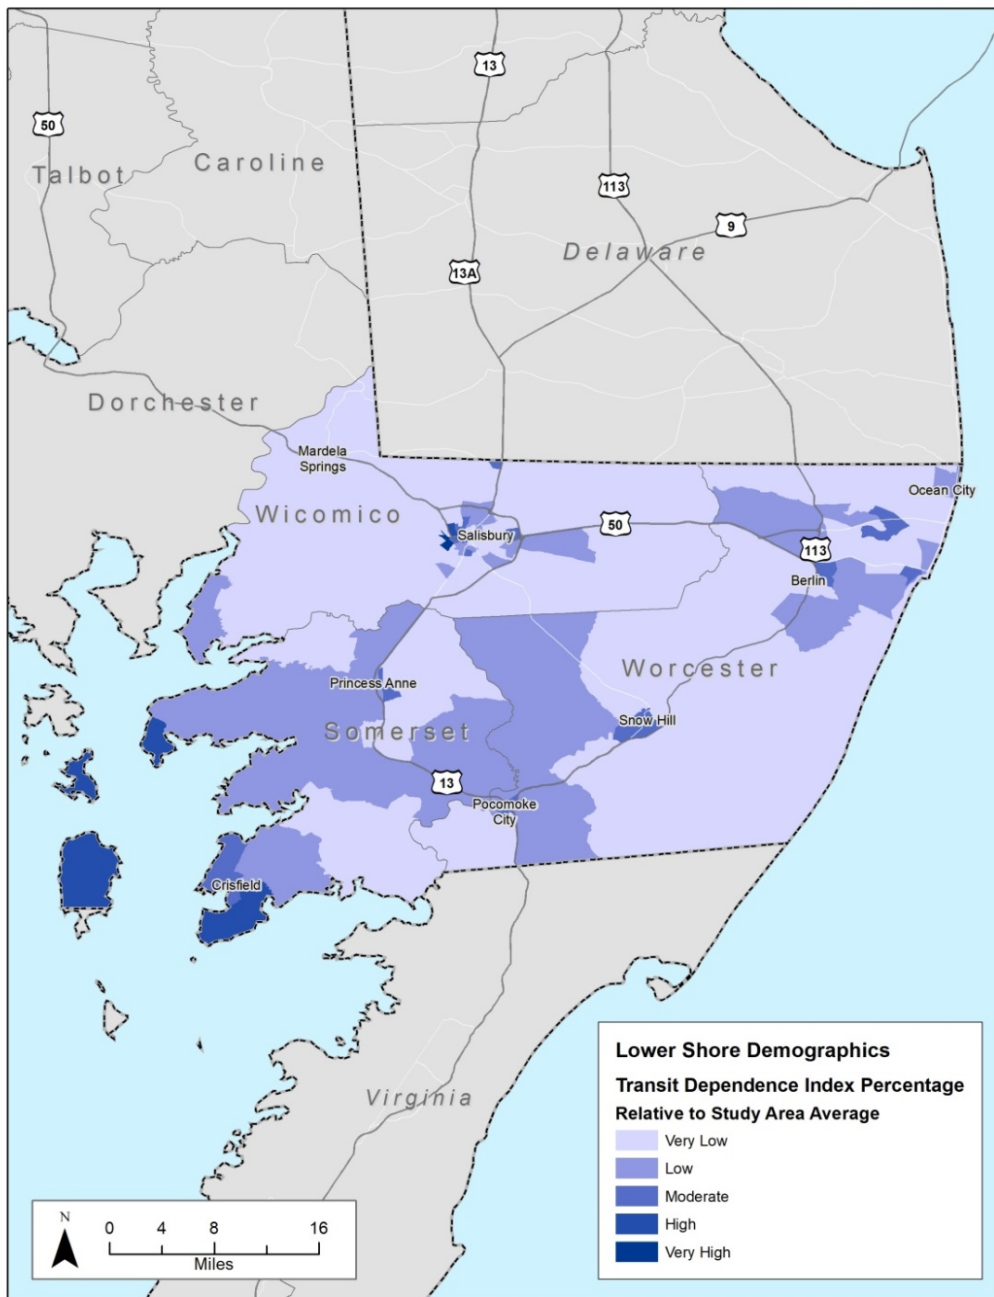 13
50
Caroline
Talbot
113
9
Delaware
13A
Dorchester
Mardela
Springs
Ocean City
Wicomico
50
Salisbury
113
Berlin
Worcester
Princess Anne
Snow Hill
Somerset
13
Pocomoke
City
Crisfield
Virginia
Lower Shore Demographics
Transit Dependence Index Percentage
Relative to Study Area Average
Very Low
Low
Moderate
High
Very High
N
0 4 8 16
Miles